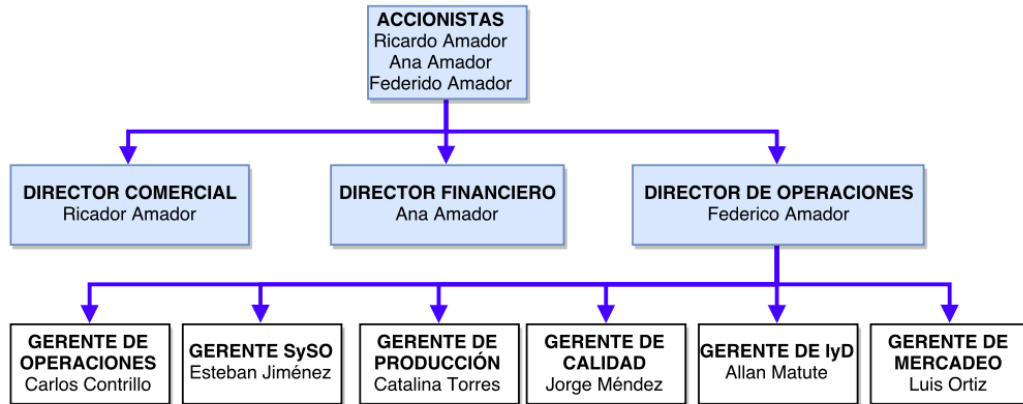 ACCIONISTAS
Ricardo Amador
Ana Amador
Federido Amador
DIRECTOR COMERCIAL
Ricador Amador
DIRECTOR FINANCIERO
Ana Amador
DIRECTOR DE OPERACIONES
Federico Amador
GERENTE DE
OPERACIONES
Carlos Contrillo
GERENTE SySO
Esteban Jiménez
GERENTE DE
PRODUCCIÓN
Catalina Torres
GERENTE DE
CALIDAD
Jorge Méndez
GERENTE DE IyD
Allan Matute
GERENTE DE
MERCADEO
Luis Ortiz